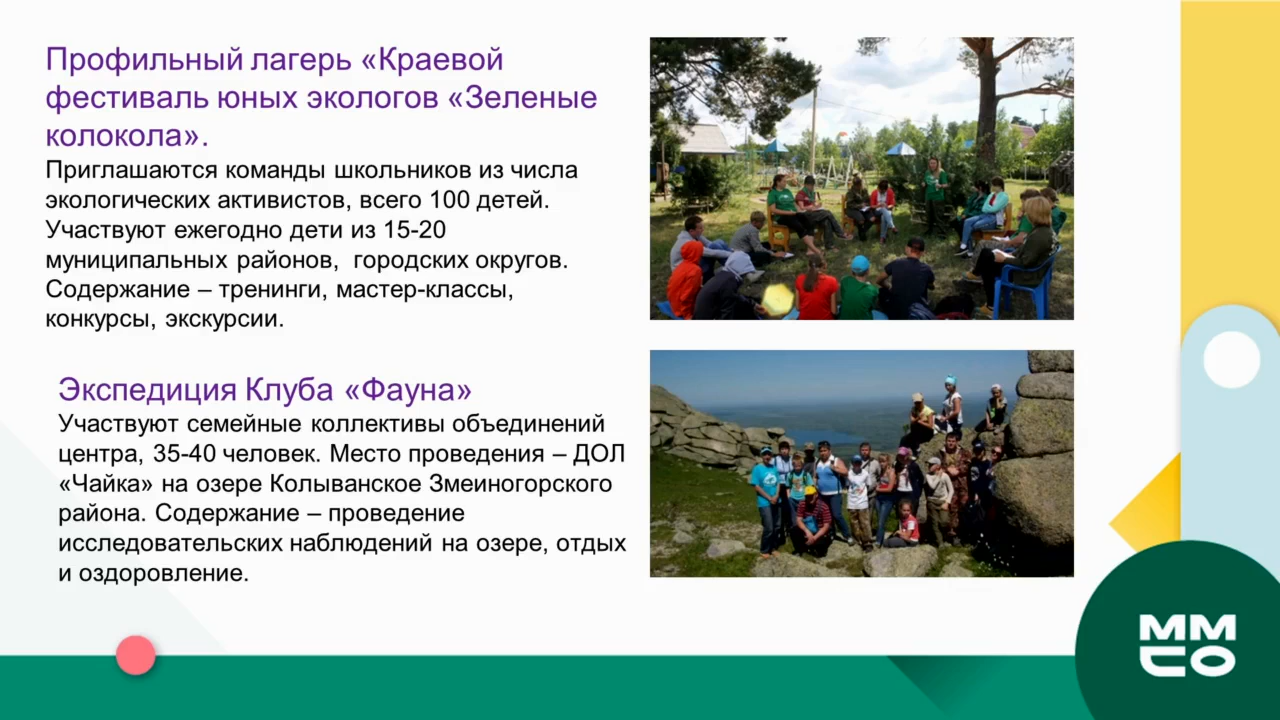 Профильный лагерь «Краевой
фестиваль юных экологов «Зеленые
колокола».
Приглашаются команды школьников из числа
экологических активистов, всего 100 детей.
Участвуют ежегодно дети из 15-20
муниципальных районов,  городских округов.
Содержание – тренинги, мастер-классы,
конкурсы, экскурсии.
Экспедиция Клуба «Фауна»
Участвуют семейные коллективы объединений
центра, 35-40 человек. Место проведения – ДОЛ
«Чайка» на озере Колыванское Змеиногорского
района. Содержание – проведение
исследовательских наблюдений на озере, отдых
и оздоровление.
ММ
СО